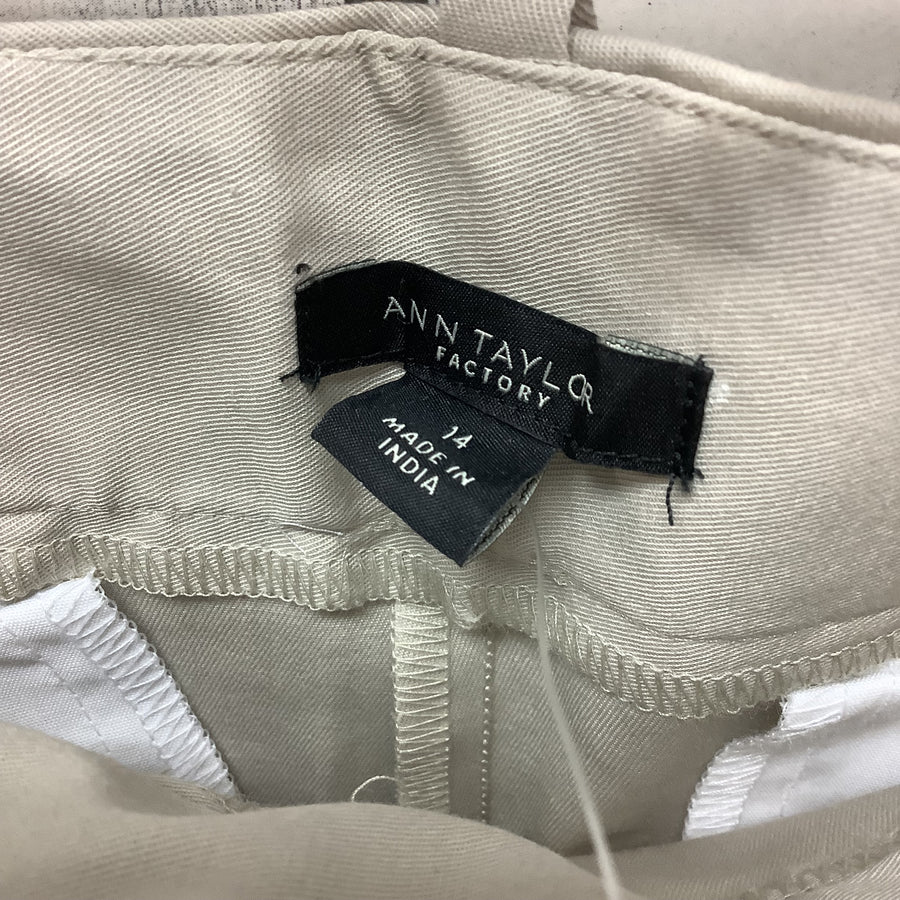 ANN TAYLOR
FACTORY
14
MADE IN
INDIA